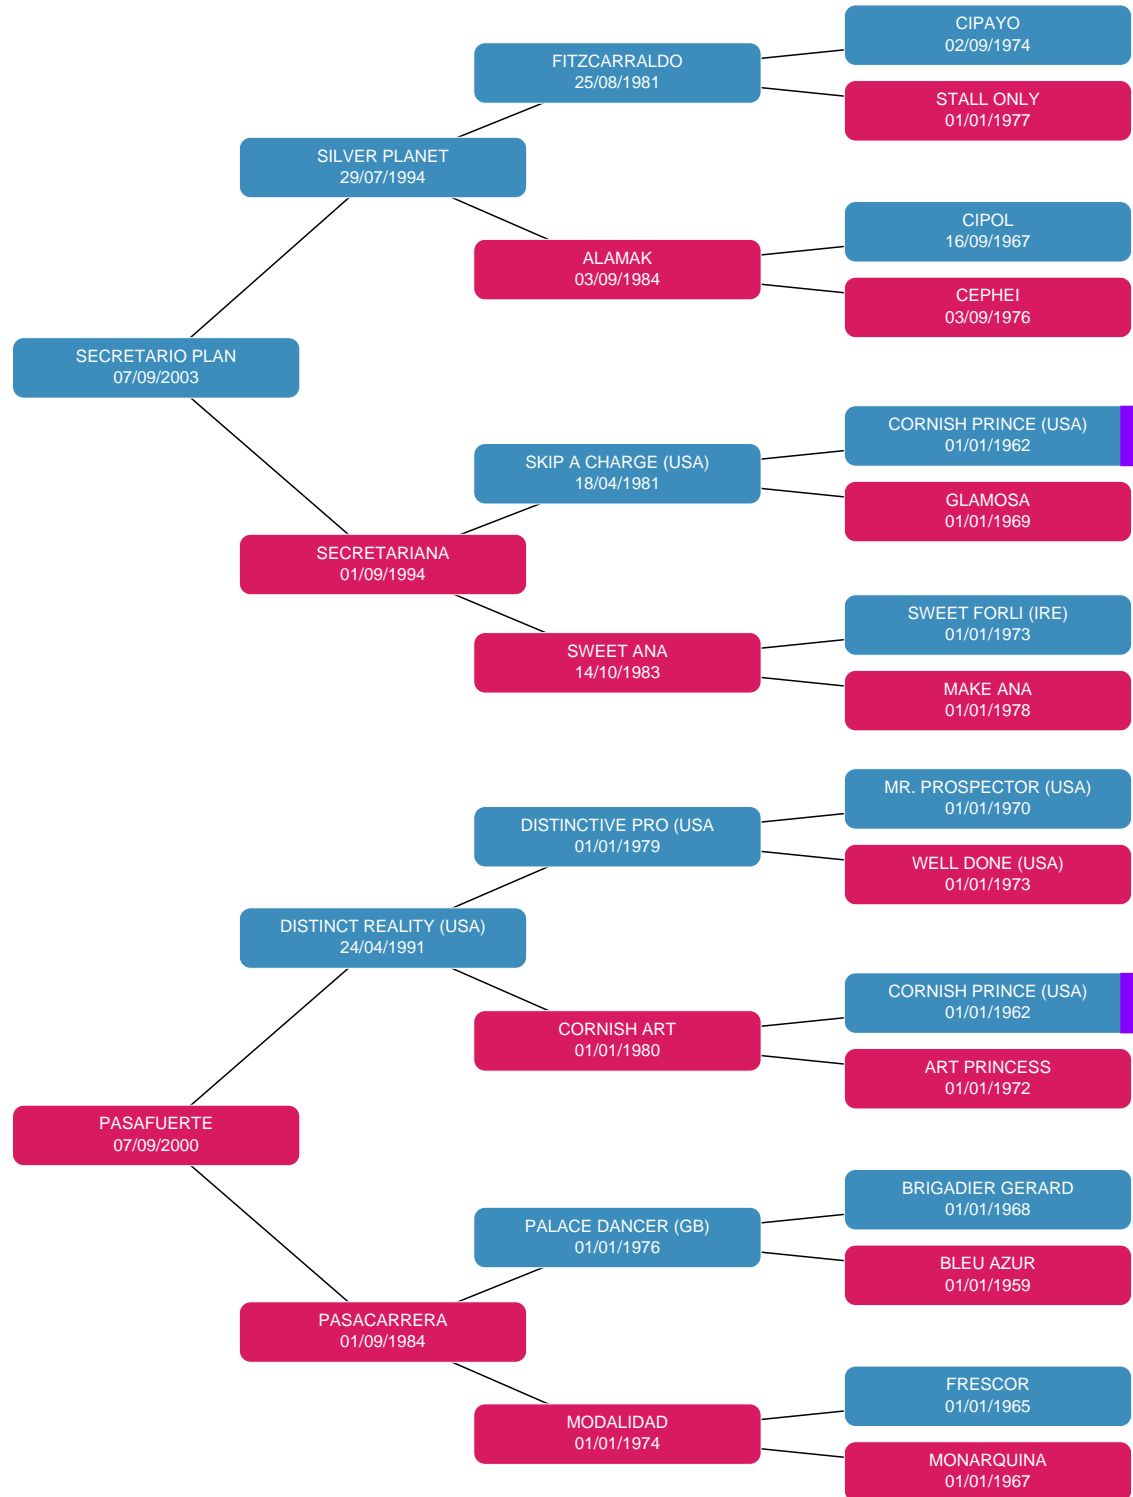 CIPAYO
02/09/1974
FITZCARRALDO
25/08/1981
STALL ONLY
01/01/1977
SILVER PLANET
29/07/1994
CIPOL
16/09/1967
ALAMAK
03/09/1984
CEPHEI
03/09/1976
SECRETARIO PLAN
07/09/2003
CORNISH PRINCE (USA)
01/01/1962
SKIP A CHARGE (USA)
18/04/1981
GLAMOSA
01/01/1969
SECRETARIANA
01/09/1994
SWEET FORLI (IRE)
01/01/1973
SWEET ANA
14/10/1983
MAKE ANA
01/01/1978
MR. PROSPECTOR (USA)
01/01/1970
DISTINCTIVE PRO (USA
01/01/1979
WELL DONE (USA)
01/01/1973
DISTINCT REALITY (USA)
24/04/1991
CORNISH PRINCE (USA)
01/01/1962
CORNISH ART
01/01/1980
ART PRINCESS
01/01/1972
PASAFUERTE
07/09/2000
BRIGADIER GERARD
01/01/1968
PALACE DANCER (GB)
01/01/1976
BLEU AZUR
01/01/1959
PASACARRERA
01/09/1984
FRESCOR
01/01/1965
MODALIDAD
01/01/1974
MONARQUINA
01/01/1967